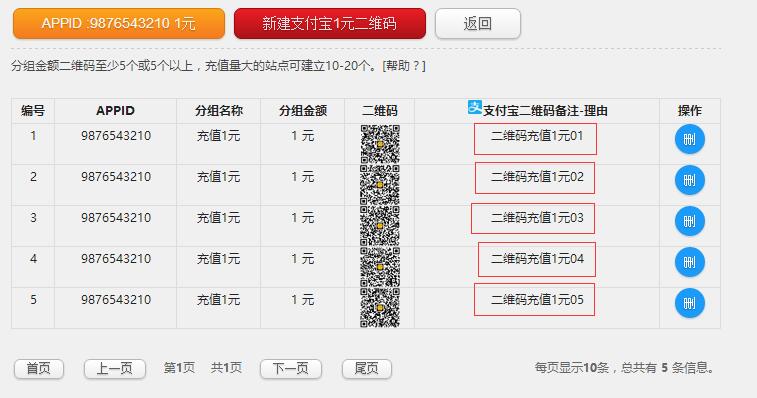 APPID :9876543210 1元 新建支付宝1元二维码 返回
分组金额二维码至少5个或5个以上，充值量大的站点可建立10-20个。[帮助？]
编号 APPID 分组名称 分组金额 二维码 支付宝二维码备注-理由 操作
1 9876543210 充值1元 1 元 二维码充值1元01 删
2 9876543210 充值1元 1 元 二维码充值1元02 删
3 9876543210 充值1元 1 元 二维码充值1元03 删
4 9876543210 充值1元 1 元 二维码充值1元04 删
5 9876543210 充值1元 1 元 二维码充值1元05 删
首页 上一页 第1页 共1页 下一页 尾页 每页显示10条，总共有 5 条信息。